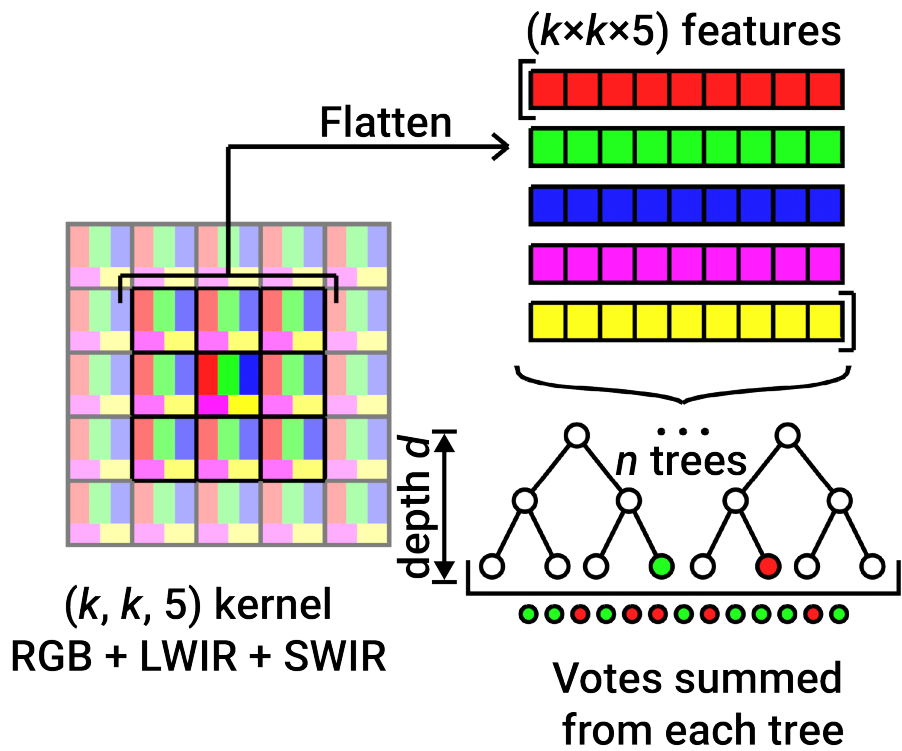 (k×k×5) features
Flatten
depth d
... 
n trees
(k, k, 5) kernel
RGB + LWIR + SWIR
Votes summed
from each tree